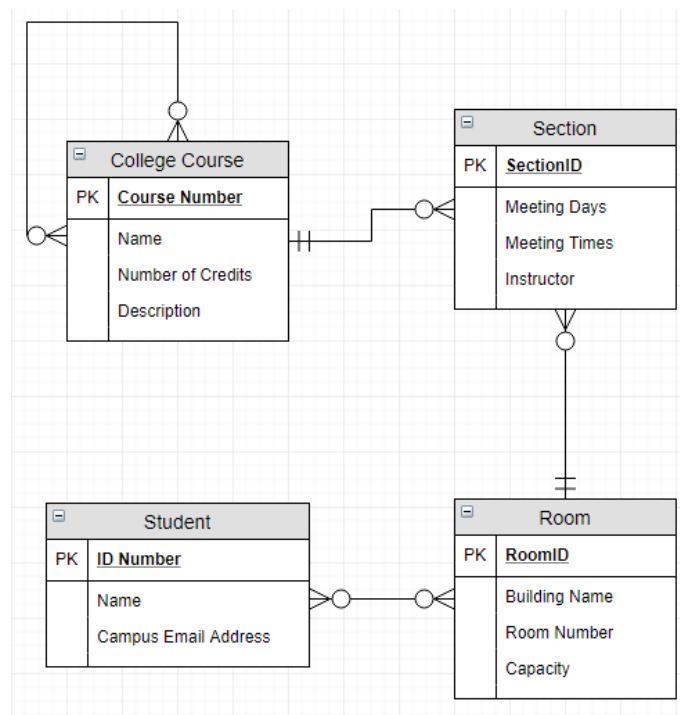 College Course
PK Course Number
Name
Number of Credits
Description
Section
PK SectionID
Meeting Days
Meeting Times
Instructor
Student
PK ID Number
Name
Campus Email Address
Room
PK RoomID
Building Name
Room Number
Capacity